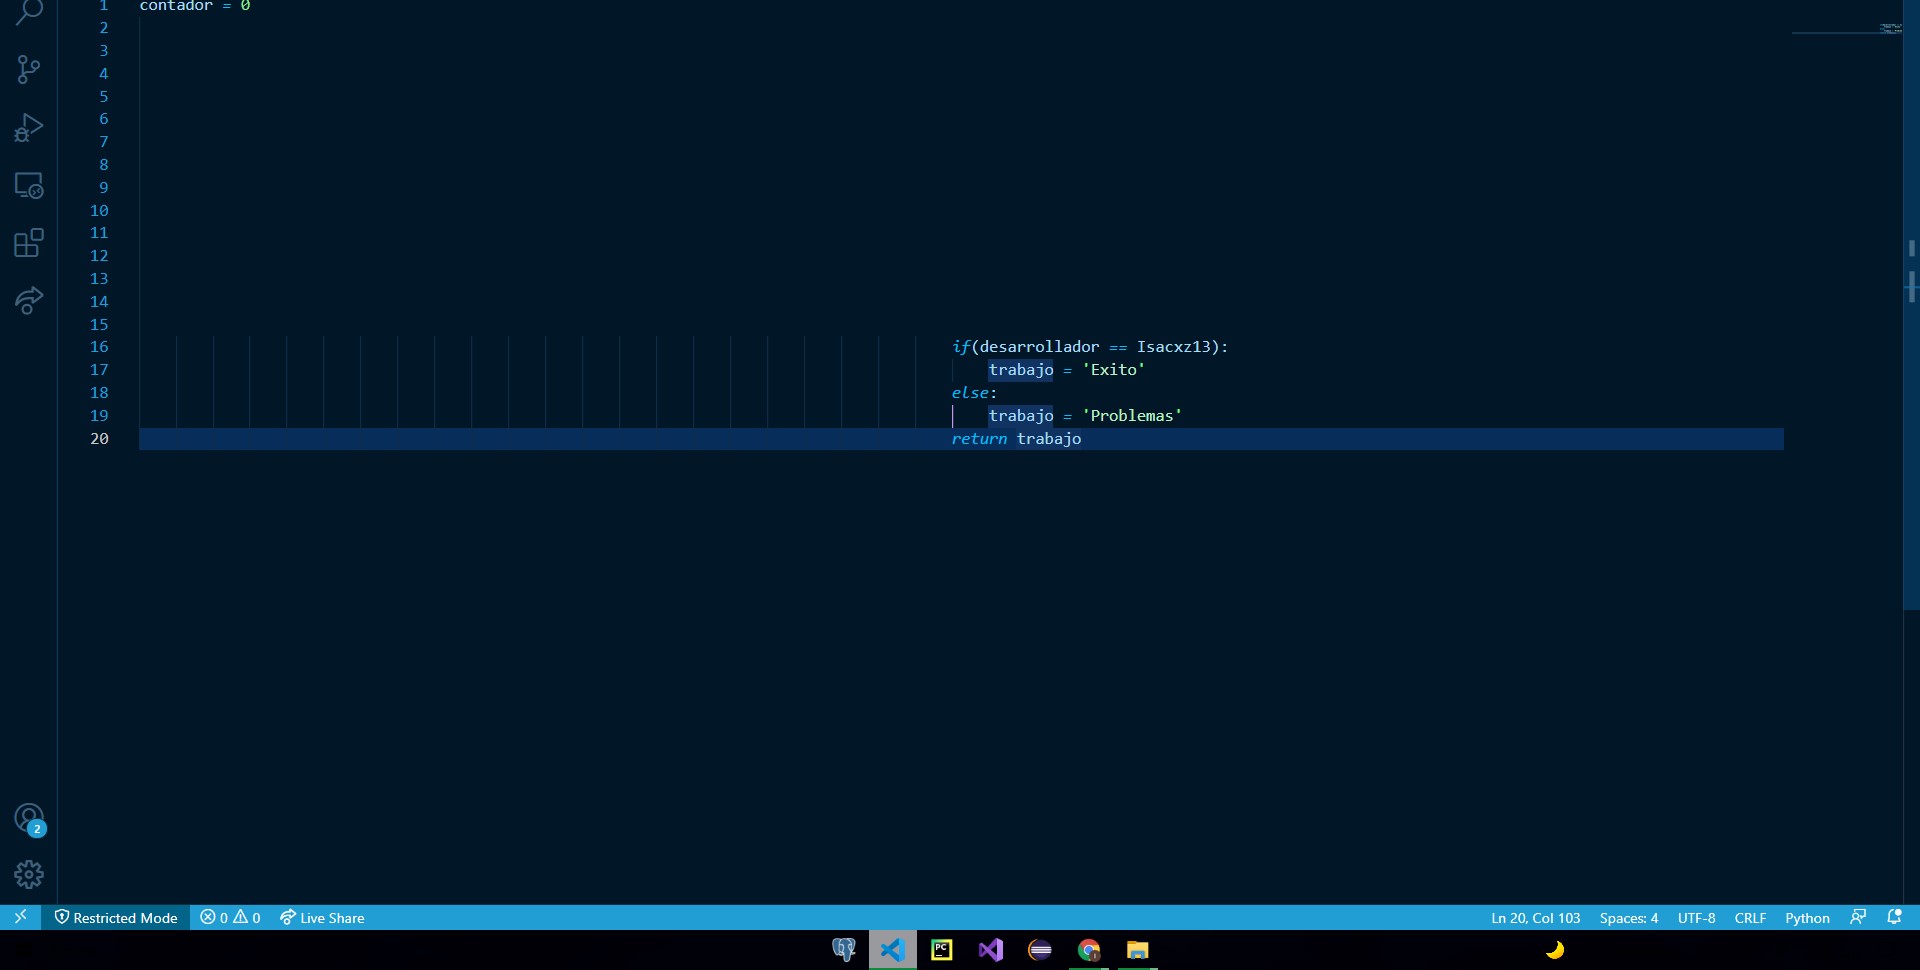 1 contador = 0
2
3
4
5
6
7
8
9
10
11
12
13
14
15
16 if(desarrollador == Isacxz13):
17 trabajo = 'Exito'
18 else:
19 trabajo = 'Problemas'
20 return trabajo
2
Restricted Mode 0 0 Live Share Ln 20, Col 103 Spaces: 4 UTF-8 CRLF Python
PC